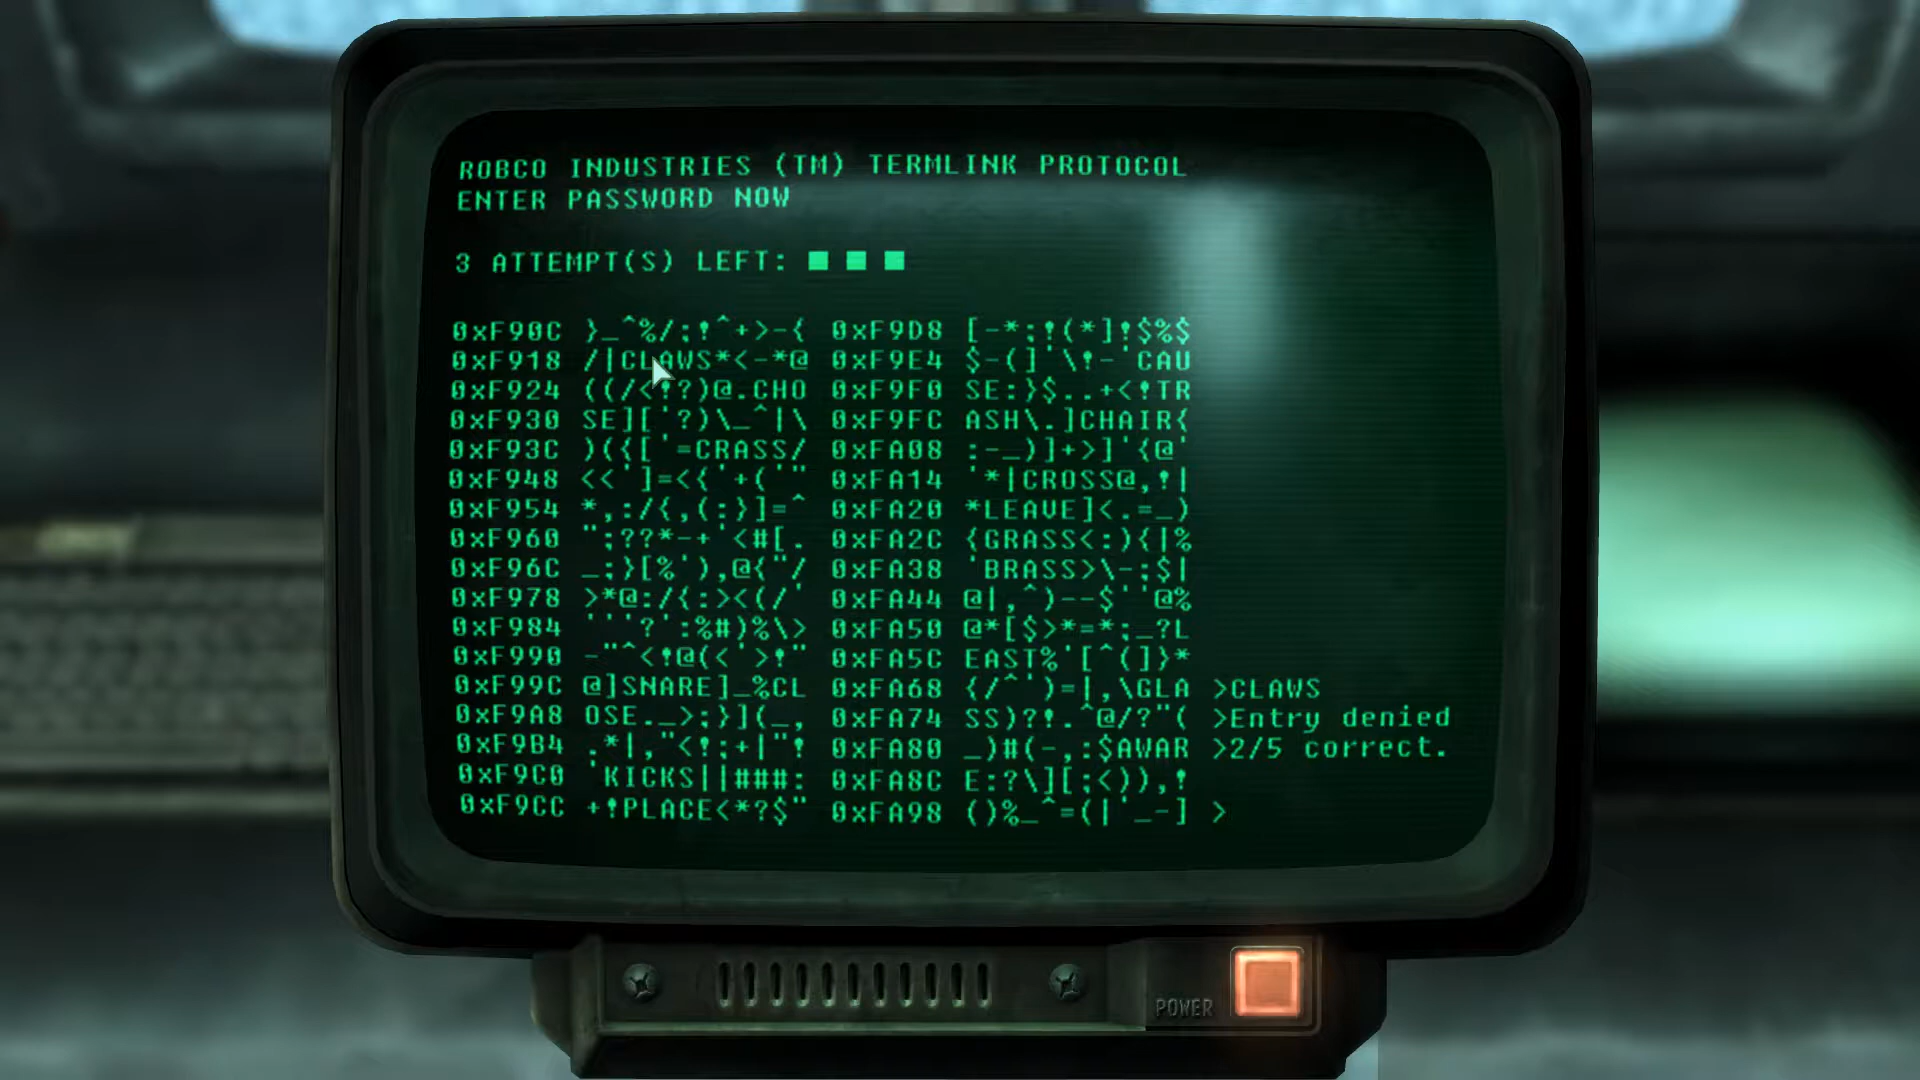 ROBCO INDUSTRIES (TM) TERMLINK PROTOCOL
ENTER PASSWORD NOW
3 ATTEMPT(S) LEFT: ■ ■ ■
0xF90C }_^%/;!^+>-{ 0xF9D8 [-*;!(*]!$%$
0xF918 /|CLAWS*<-*@ 0xF9E4 $-(]'\!-'CAU
0xF924 ((/<!?)@.CHO 0xF9F0 SE:}$..+<!TR
0xF930 SE]['?)\_^|\ 0xF9FC ASH\.]CHAIR{
0xF93C )({['=CRASS/ 0xFA08 :-_)]+>]'{@'
0xF948 <<']=<{'+('" 0xFA14 '*|CROSS@,!|
0xF954 *,:/{,(:}]=^ 0xFA20 *LEAVE]<.=_)
0xF960 ";??*-+'<#[. 0xFA2C {GRASS<:){|%
0xF96C _;}[%'),@{"/ 0xFA38 'BRASS>\-;$|
0xF978 >*@:/{:><(/' 0xFA44 @|,^)--$''@%
0xF984 '''?':%#)%\> 0xFA50 @*[$>*=*;_?L
0xF990 -"^<!@(<'>!" 0xFA5C EAST%'[^(]}*
0xF99C @]SNARE]_%CL 0xFA68 {/^')=|,\GLA >CLAWS
0xF9A8 OSE._>;}](_, 0xFA74 SS)?!.^@/?"( >Entry denied
0xF9B4 .*|,"<!;+|"! 0xFA80 _)#(-,:$AWAR >2/5 correct.
0xF9C0 'KICKS||###: 0xFA8C E:?\][;<)),!
0xF9CC +!PLACE<*?$" 0xFA98 ()%_^=(|'_-] >
POWER